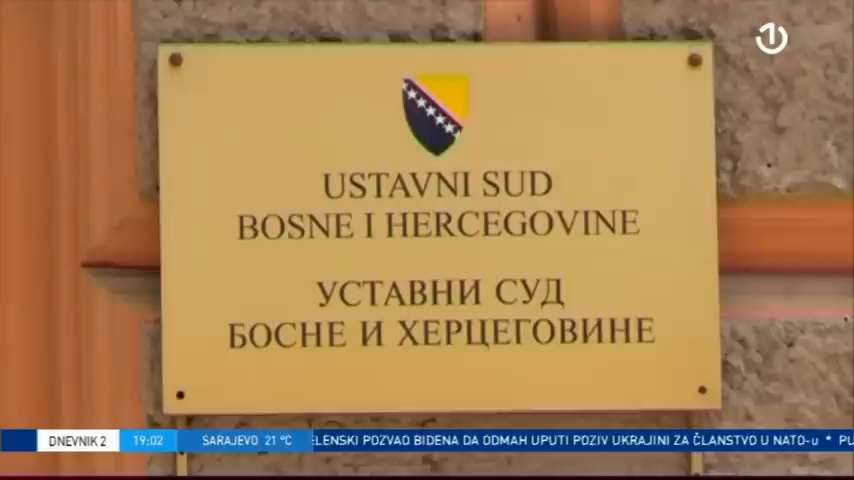 USTAVNI SUD
BOSNE I HERCEGOVINE
УСТАВНИ СУД
БОСНЕ И ХЕРЦЕГОВИНЕ
DNEVNIK 2 19:02 SARAJEVO 21 °C ELENSKI POZVAO BIDENA DA ODMAH UPUTI POZIV UKRAJINI ZA ČLANSTVO U NATO-u * PU